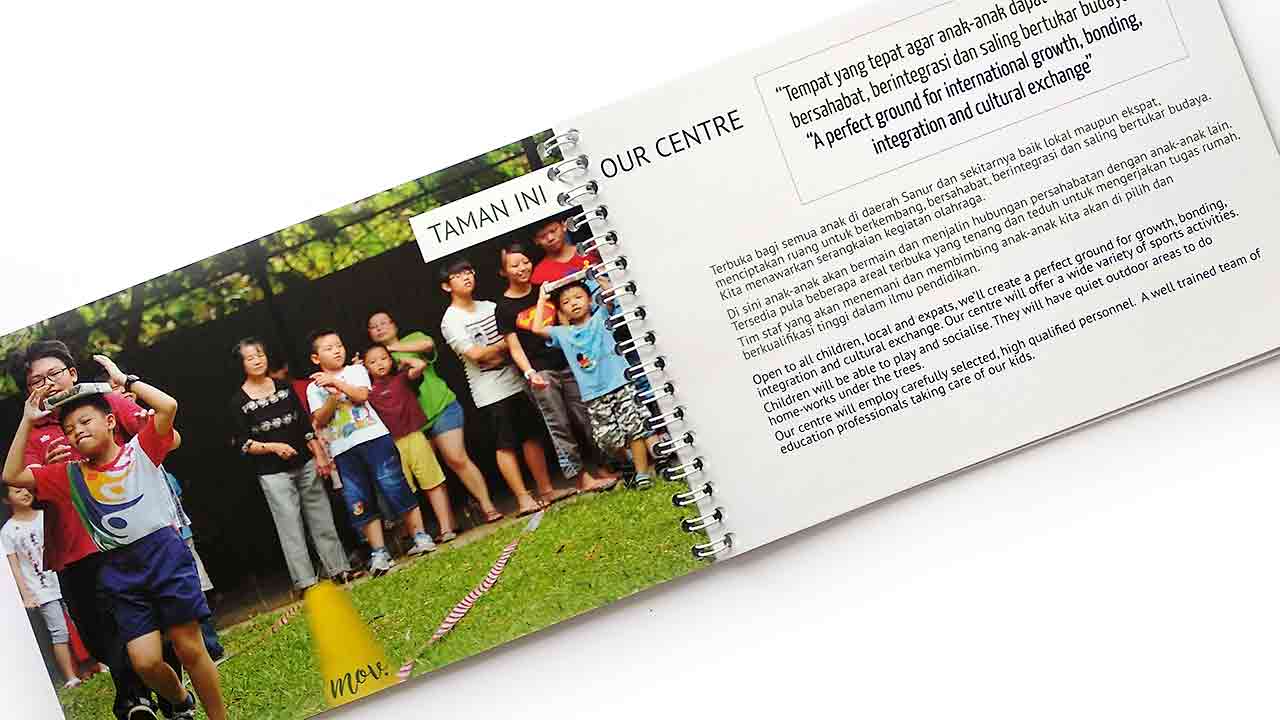 TAMAN INI
mov.
OUR CENTRE
“Tempat yang tepat agar anak-anak dapat
bersahabat, berintegrasi dan saling bertukar budaya
“A perfect ground for international growth, bonding,
integration and cultural exchange”
Terbuka bagi semua anak di daerah Sanur dan sekitarnya baik lokal maupun ekspat,
menciptakan ruang untuk berkembang, bersahabat, berintegrasi dan saling bertukar budaya.
Kita menawarkan serangkaian kegiatan olahraga.
Di sini anak-anak akan bermain dan menjalin hubungan persahabatan dengan anak-anak lain.
Tersedia pula beberapa areal terbuka yang tenang dan teduh untuk mengerjakan tugas rumah.
Tim staf yang akan menemani dan membimbing anak-anak kita akan di pilih dan
berkualifikasi tinggi dalam ilmu pendidikan.
Open to all children, local and expats, we'll create a perfect ground for growth, bonding,
integration and cultural exchange. Our centre will offer a wide variety of sports activities.
Children will be able to play and socialise. They will have quiet outdoor areas to do
home-works under the trees.
Our centre will employ carefully selected, high qualified personnel. A well trained team of
education professionals taking care of our kids.